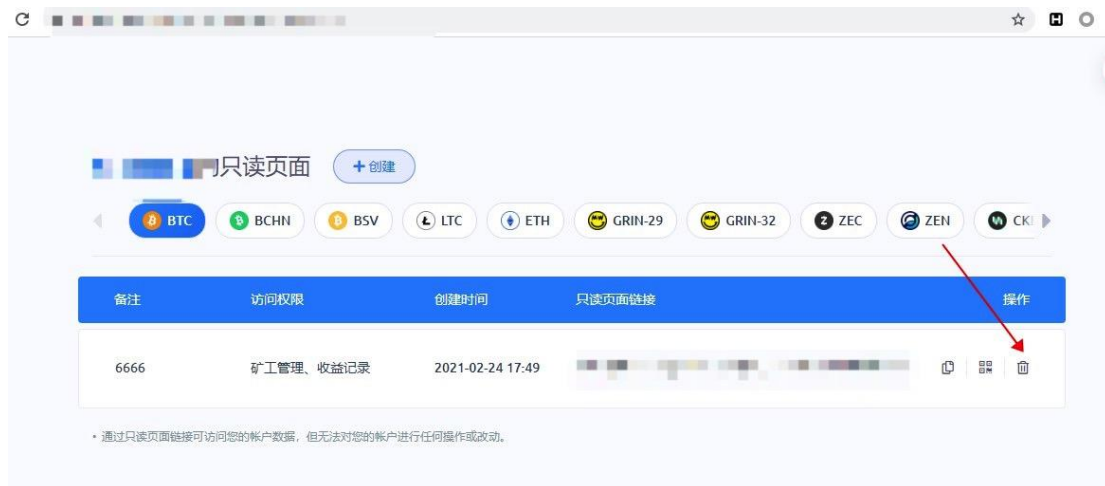 只读页面
+ 创建
BTC BCHN BSV LTC ETH GRIN-29 GRIN-32 ZEC ZEN
备注 访问权限 创建时间 只读页面链接 操作
6666 矿工管理、收益记录 2021-02-24 17:49
• 通过只读页面链接可访问您的帐户数据，但无法对您的帐户进行任何操作或改动。